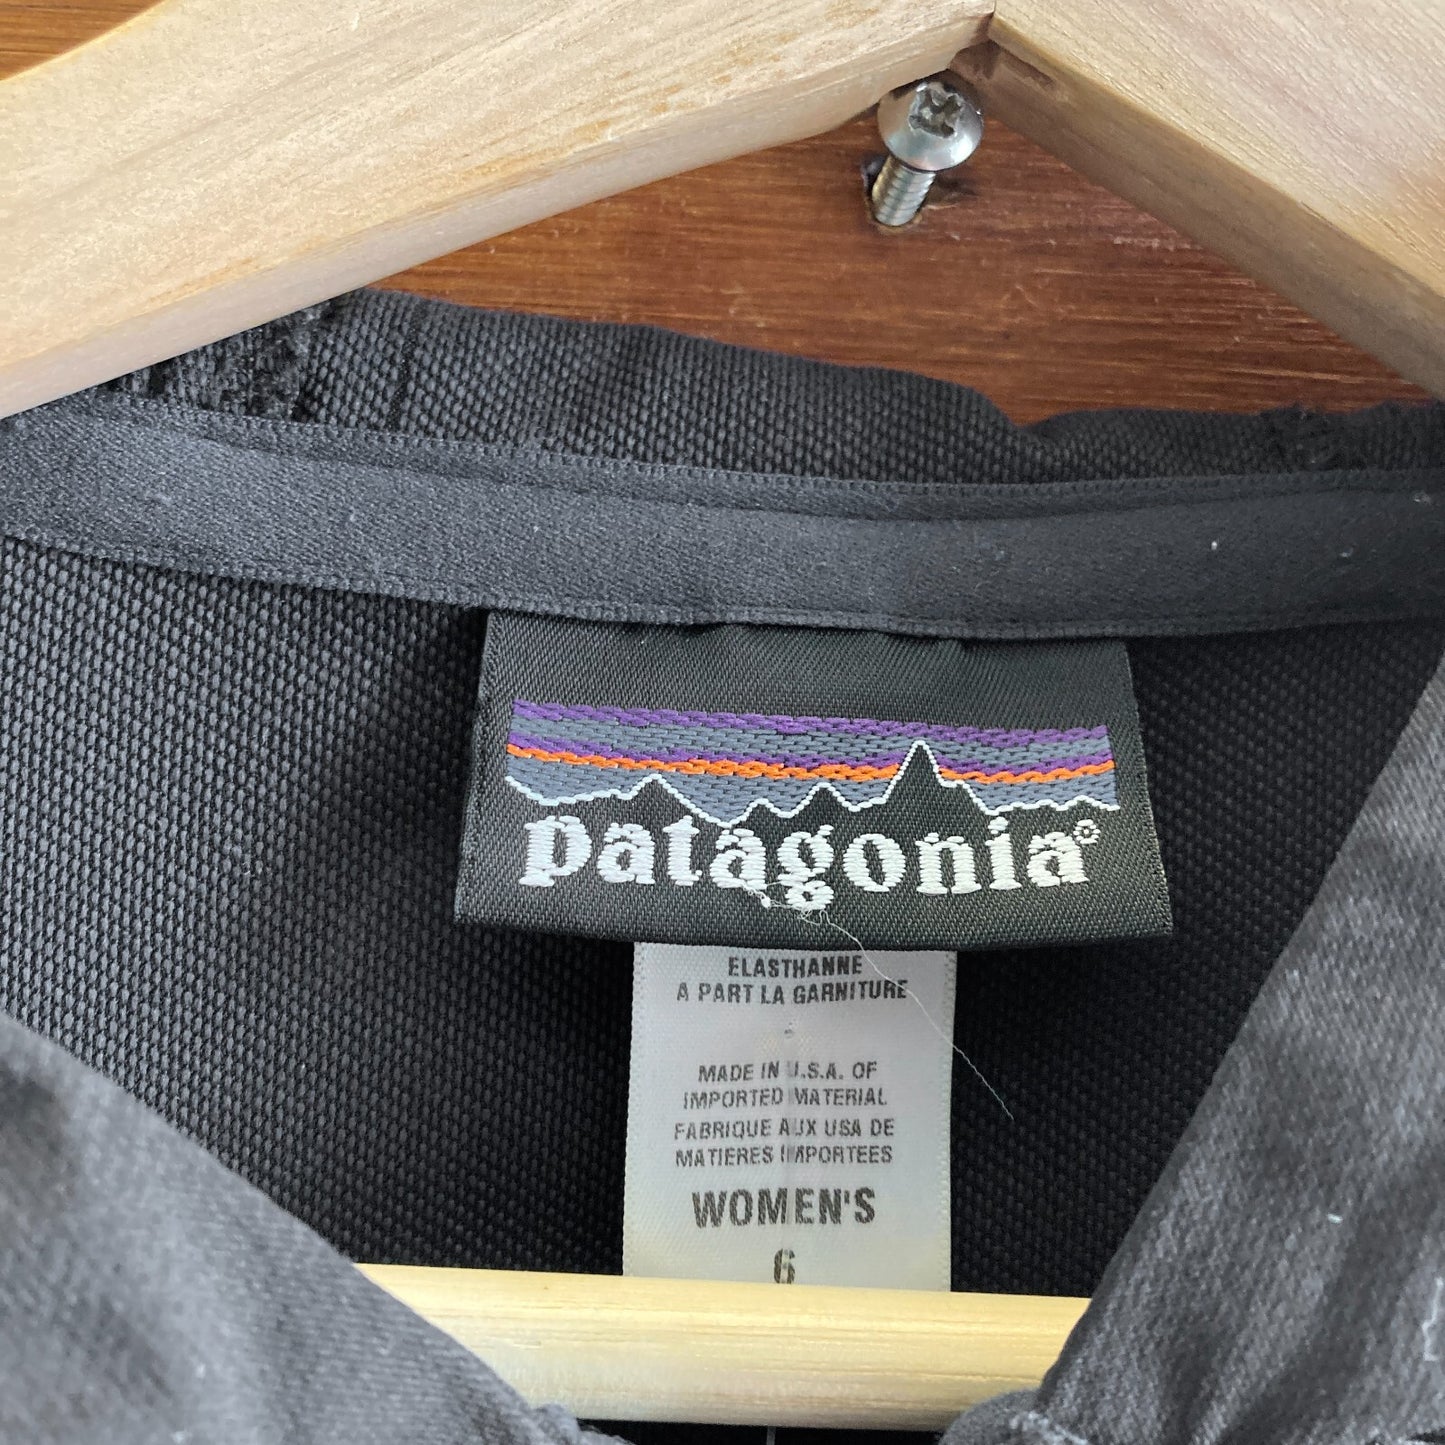 patagonia®
ELASTHANNE
A PART LA GARNITURE
MADE IN U.S.A. OF
IMPORTED MATERIAL
FABRIQUE AUX USA DE
MATIERES IMPORTEES
WOMEN'S
6